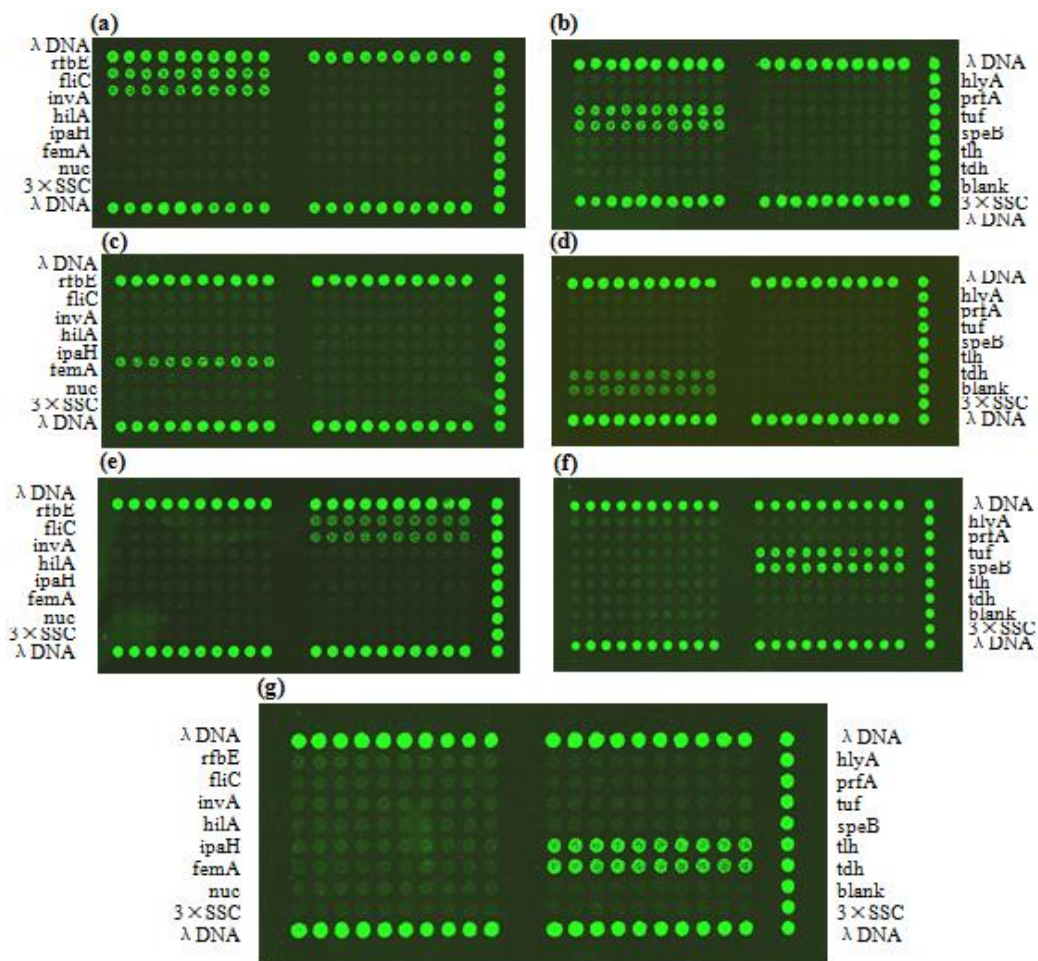 (a)
λ DNA
rfbE
fliC
invA
hilA
ipaH
femA
nuc
3×SSC
λ DNA
(b)
λ DNA
hlyA
prfA
tuf
speB
tlh
tdh
blank
3×SSC
λ DNA
(c)
λ DNA
rfbE
fliC
invA
hilA
ipaH
femA
nuc
3×SSC
λ DNA
(d)
λ DNA
hlyA
prfA
tuf
speB
tlh
tdh
blank
3×SSC
λ DNA
(e)
λ DNA
rfbE
fliC
invA
hilA
ipaH
femA
nuc
3×SSC
λ DNA
(f)
λ DNA
hlyA
prfA
tuf
speB
tlh
tdh
blank
3×SSC
λ DNA
(g)
λ DNA
rfbE
fliC
invA
hilA
ipaH
femA
nuc
3×SSC
λ DNA
λ DNA
hlyA
prfA
tuf
speB
tlh
tdh
blank
3×SSC
λ DNA